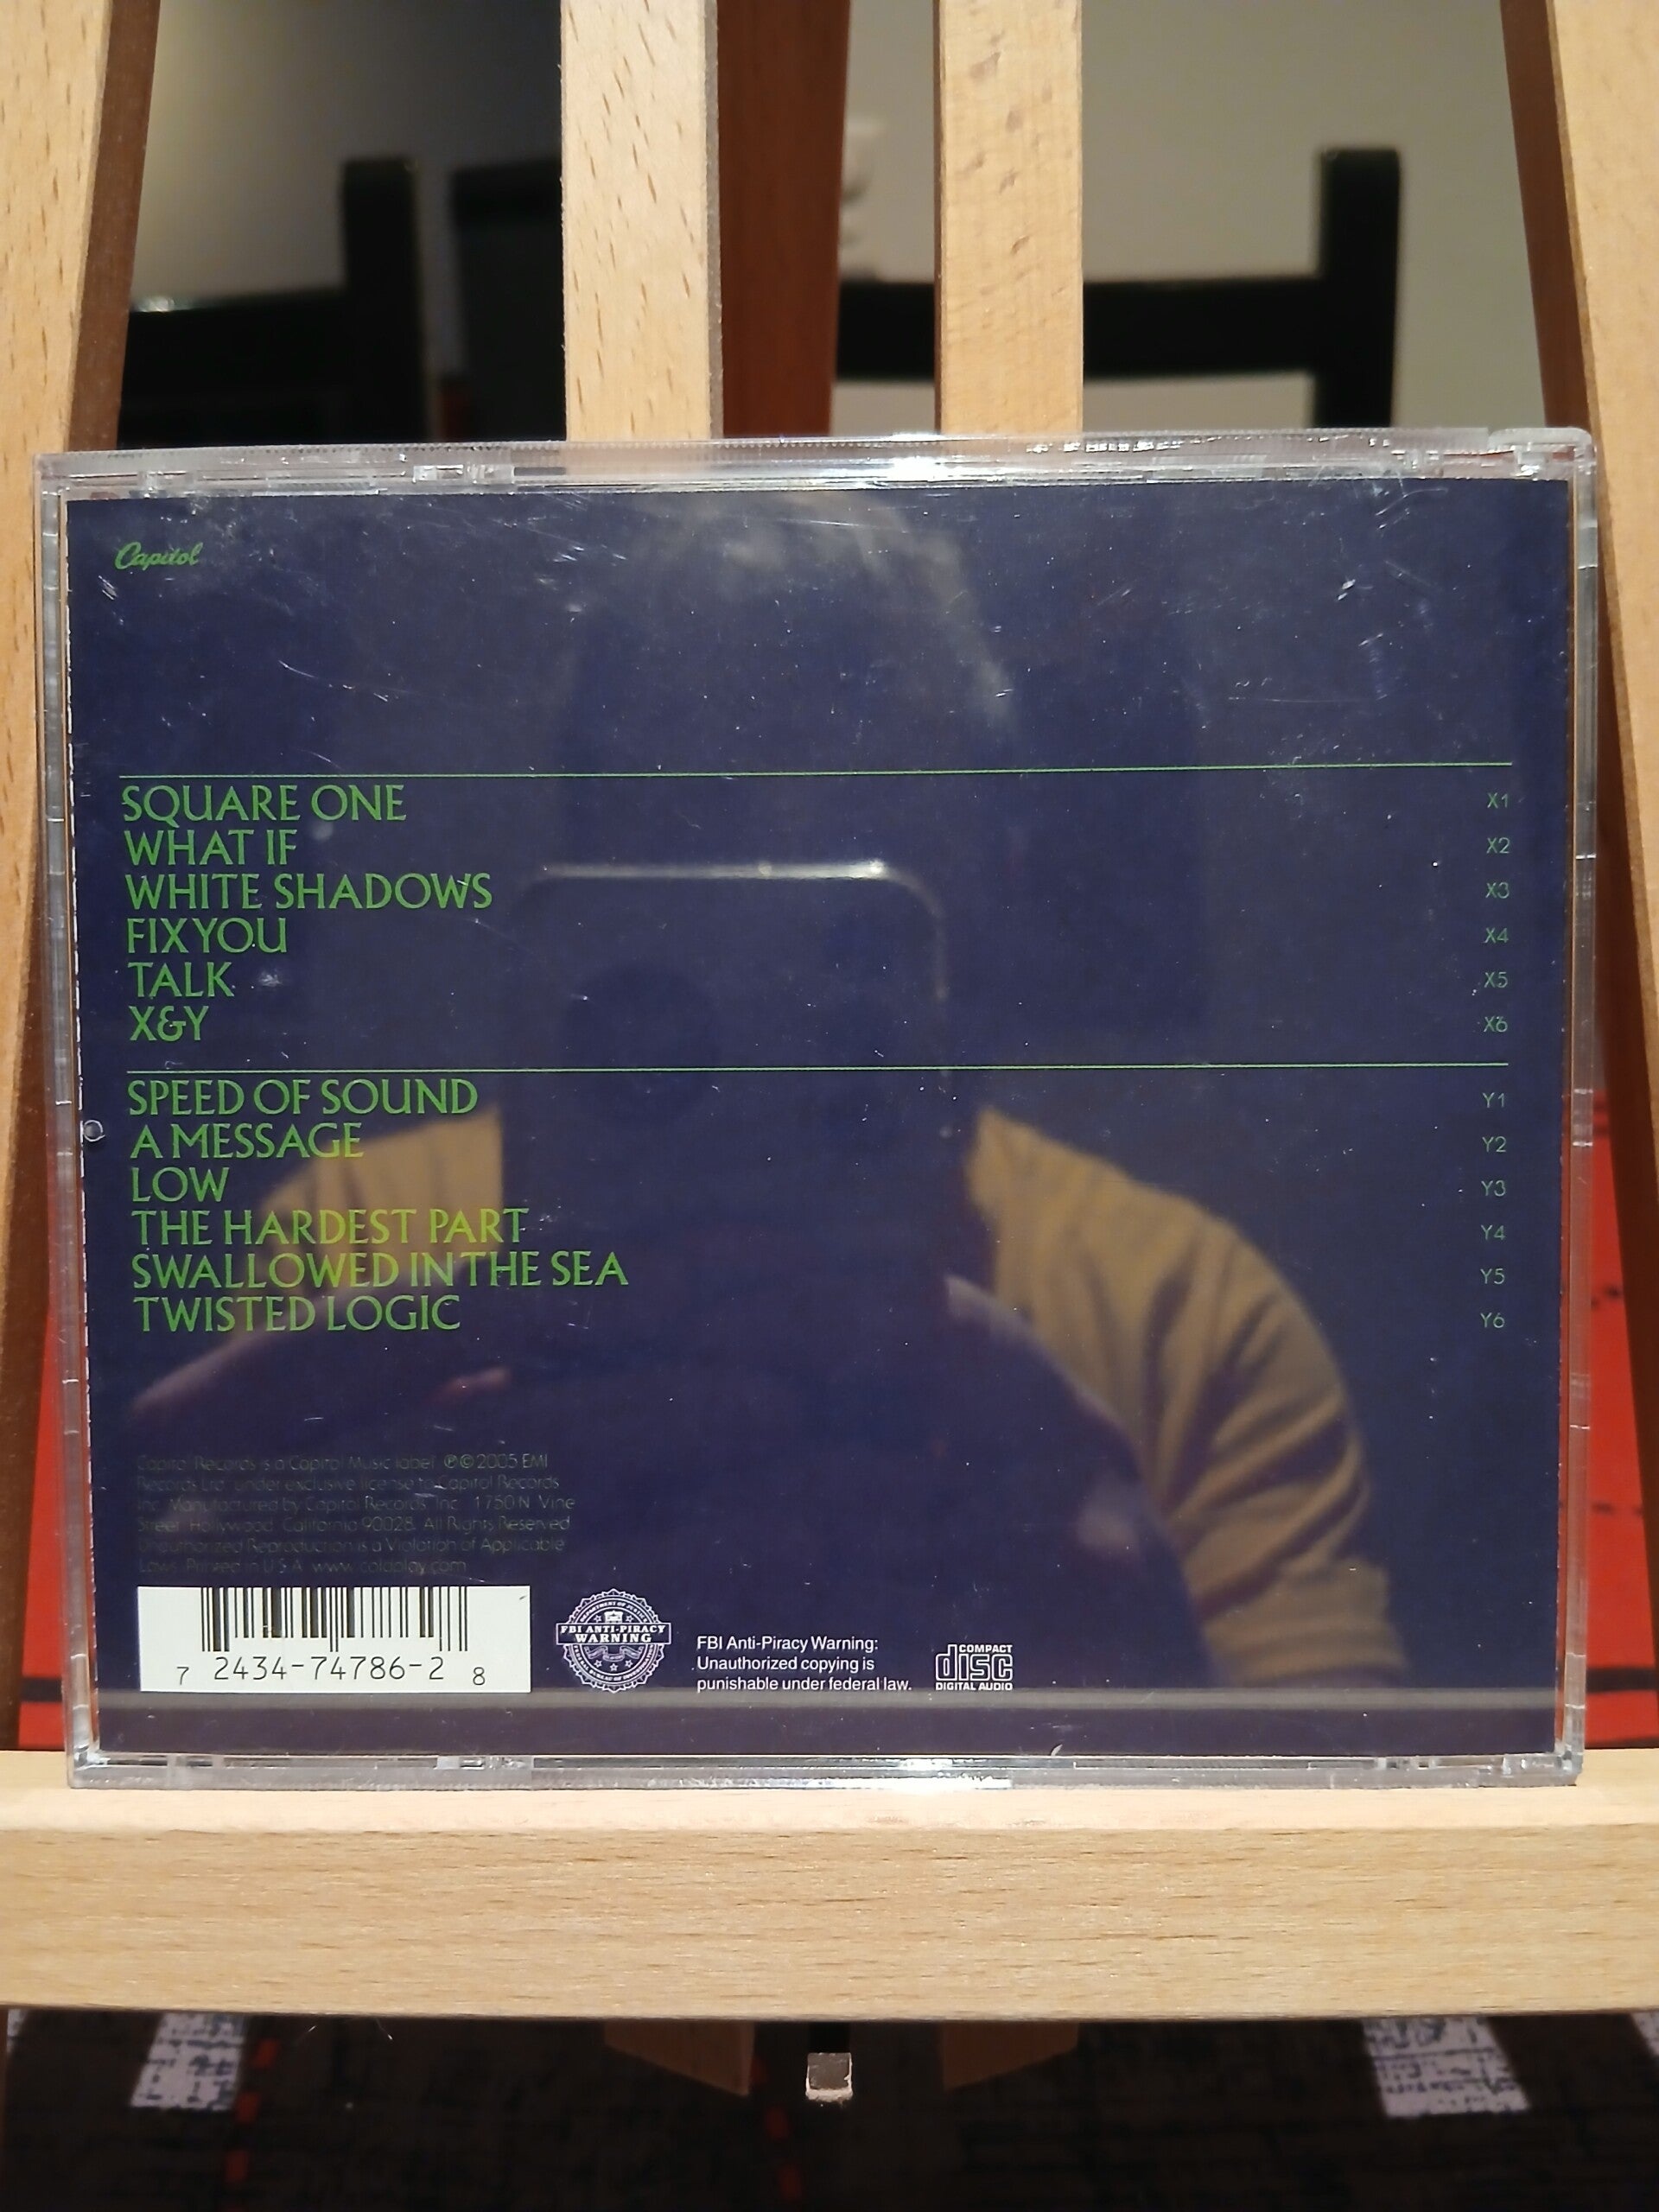 Capitol
SQUARE ONE X1
WHAT IF X2
WHITE SHADOWS X3
FIX YOU X4
TALK X5
X&Y X6
SPEED OF SOUND Y1
A MESSAGE Y2
LOW Y3
THE HARDEST PART Y4
SWALLOWED IN THE SEA Y5
TWISTED LOGIC Y6
Capitol Records is a Capitol Music label. ℗©2005 EMI
Records Ltd. under exclusive license to Capitol Records,
Inc. Manufactured by Capitol Records, Inc., 1750 N. Vine
Street, Hollywood, California 90028. All Rights Reserved.
Unauthorized Reproduction is a Violation of Applicable
Laws. Printed in U.S.A. www.coldplay.com
7 2434-74786-2 8
FBI ANTI-PIRACY
WARNING
FBI Anti-Piracy Warning:
Unauthorized copying is
punishable under federal law.
COMPACT
disc
DIGITAL AUDIO